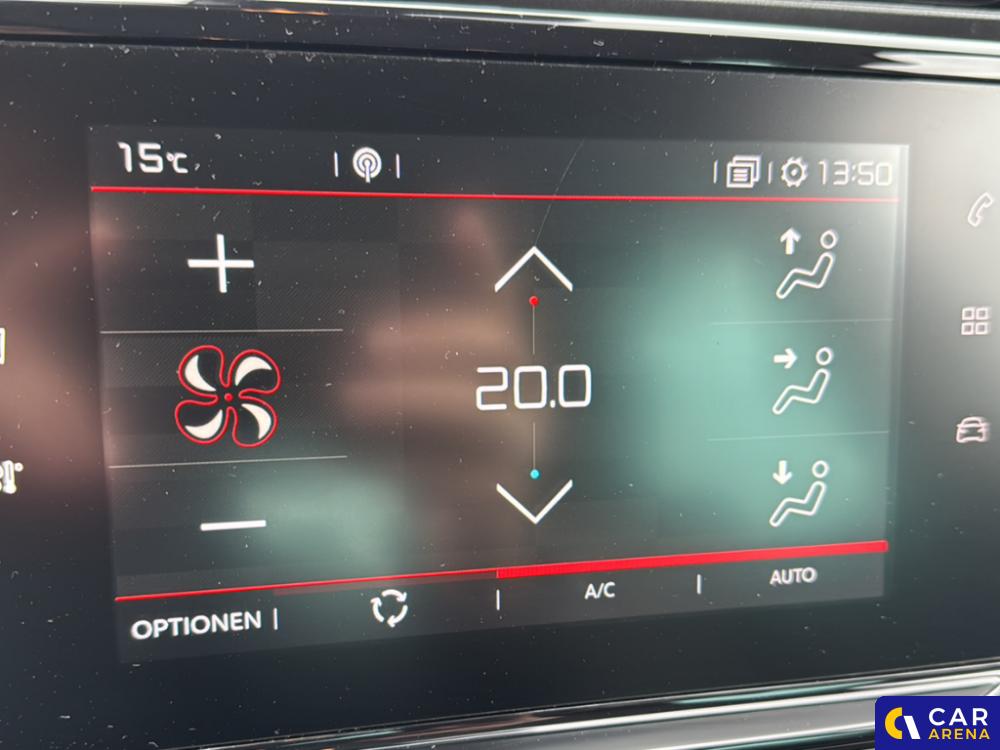 15°C
13:50
20.0
OPTIONEN
A/C
AUTO
CAR
ARENA